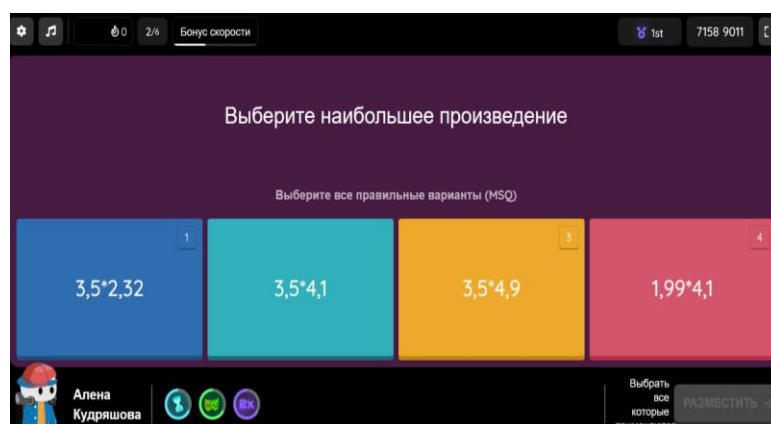 0 2/6 Бонус скорости 1st 7158 9011
Выберите наибольшее произведение
Выберите все правильные варианты (MSQ)
1 3 4
3,5*2,32 3,5*4,1 3,5*4,9 1,99*4,1
Алена
Кудряшова
2x
Выбрать
все
которые
РАЗМЕСТИТЬ